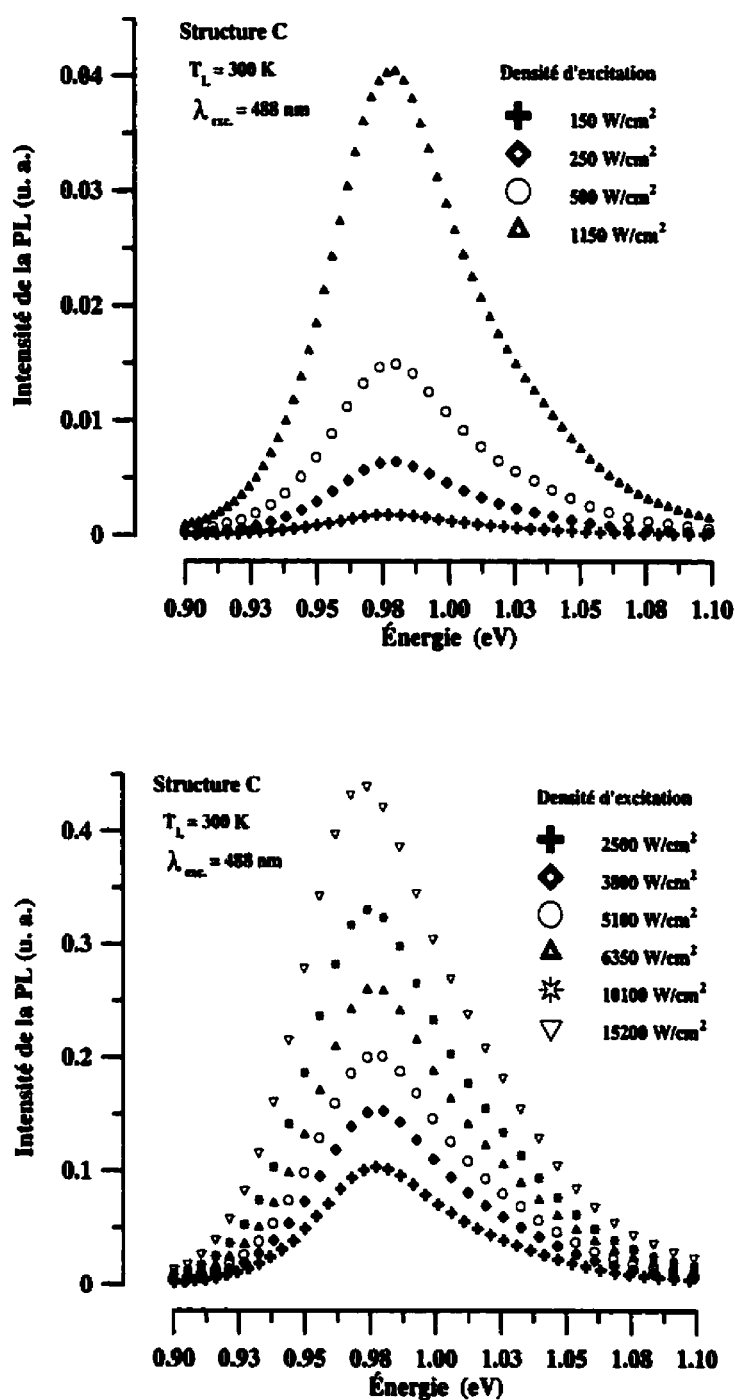 Structure C
T_L = 300 K
λ_exc. = 488 nm
Densité d'excitation
150 W/cm²
250 W/cm²
500 W/cm²
1150 W/cm²
Intensité de la PL (u. a.)
0.04
0.03
0.02
0.01
0
0.90 0.93 0.95 0.98 1.00 1.03 1.05 1.08 1.10
Énergie (eV)
Structure C
T_L = 300 K
λ_exc. = 488 nm
Densité d'excitation
2500 W/cm²
3800 W/cm²
5100 W/cm²
6350 W/cm²
10100 W/cm²
15200 W/cm²
Intensité de la PL (u. a.)
0.4
0.3
0.2
0.1
0
0.90 0.93 0.95 0.98 1.00 1.03 1.05 1.08 1.10
Énergie (eV)